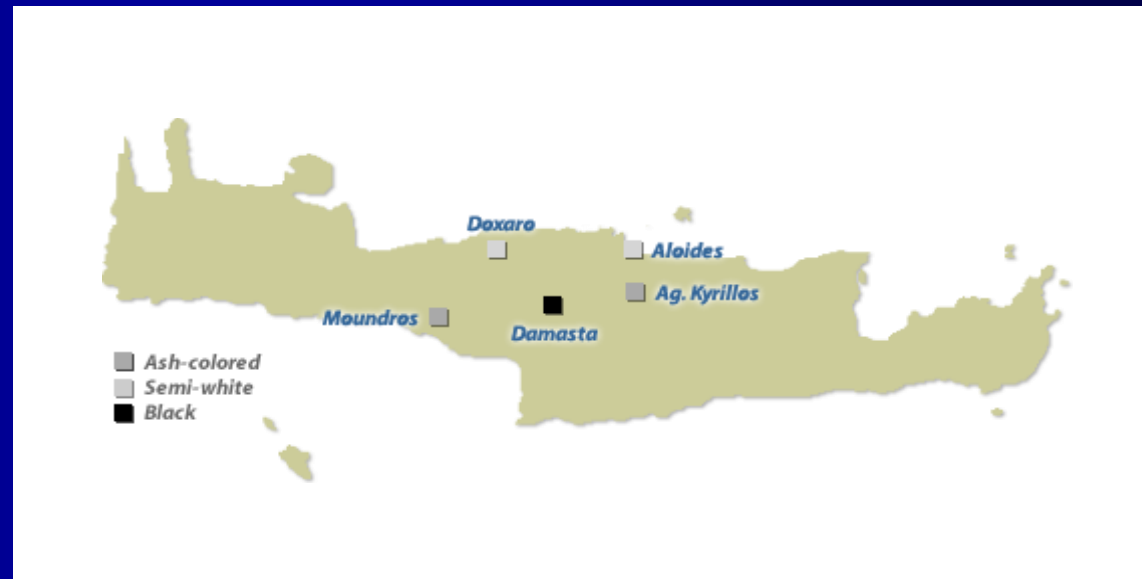 Doxaro
Aloides
Ag. Kyrillos
Moundros
Damasta
Ash-colored
Semi-white
Black